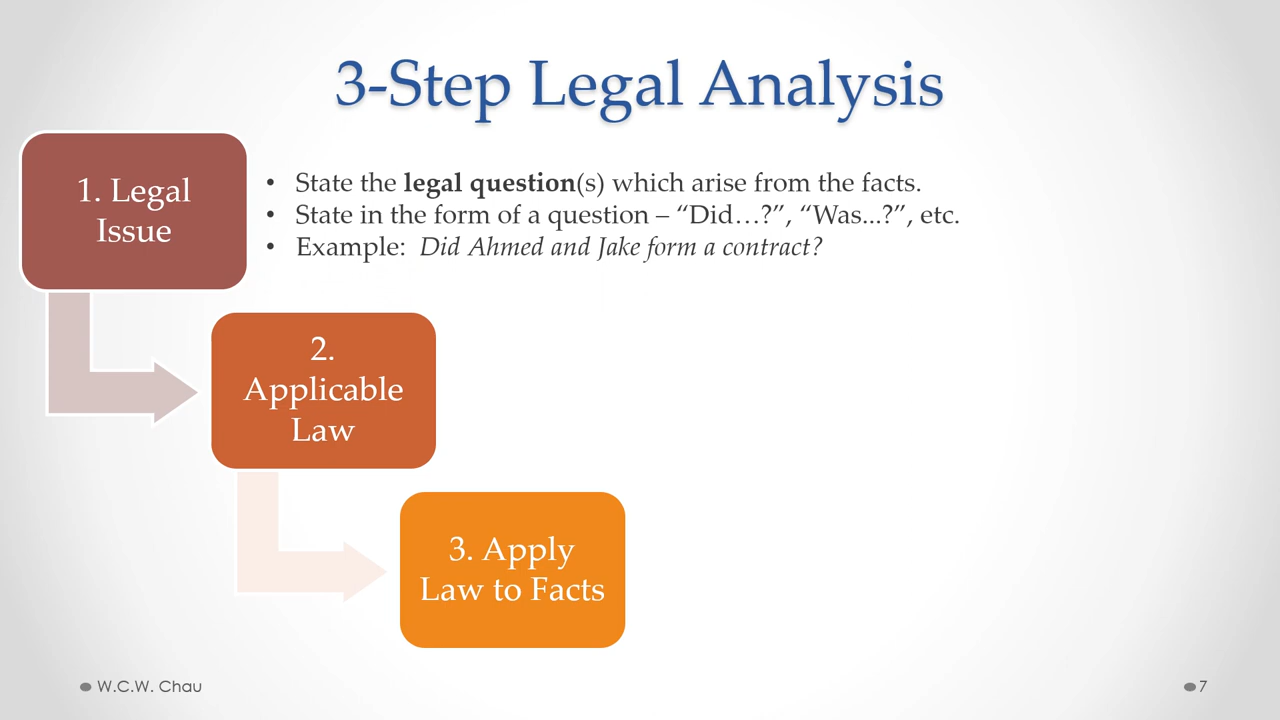 3-Step Legal Analysis
1. Legal
Issue
• State the legal question(s) which arise from the facts.
• State in the form of a question – “Did…?”, “Was...?”, etc.
• Example: Did Ahmed and Jake form a contract?
2.
Applicable
Law
3. Apply
Law to Facts
W.C.W. Chau
7